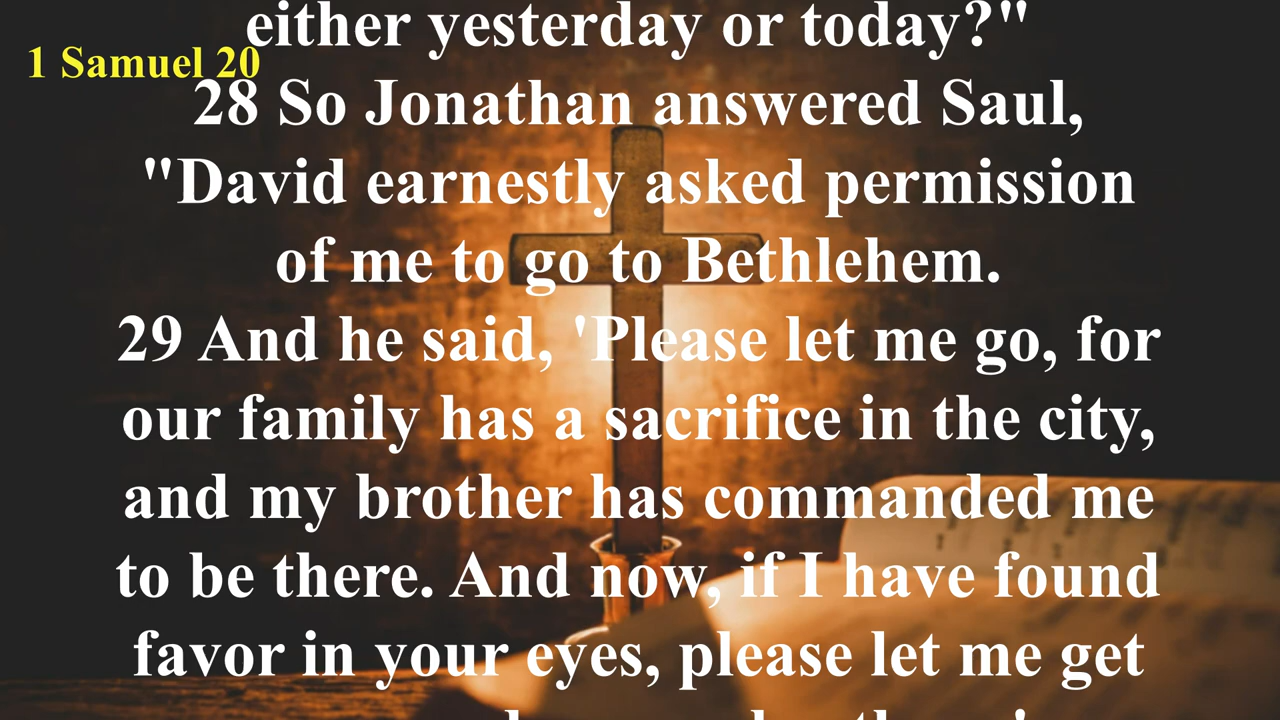 either yesterday or today?"
1 Samuel 20
28 So Jonathan answered Saul,
"David earnestly asked permission
of me to go to Bethlehem.
29 And he said, 'Please let me go, for
our family has a sacrifice in the city,
and my brother has commanded me
to be there. And now, if I have found
favor in your eyes, please let me get